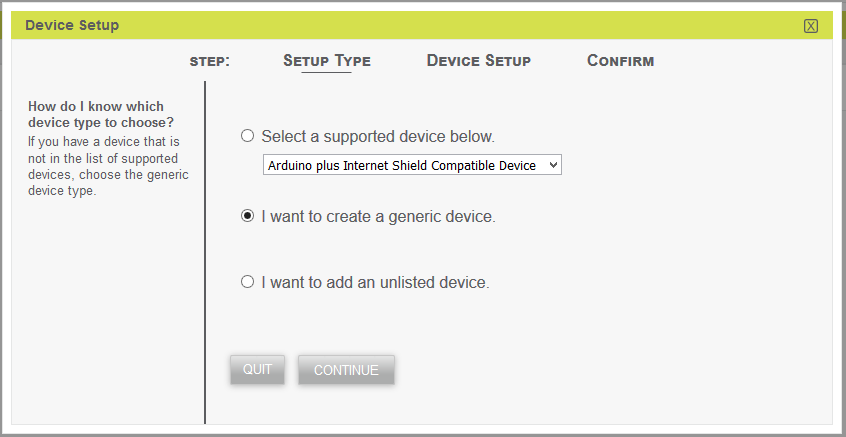 Device Setup X
STEP: SETUP TYPE DEVICE SETUP CONFIRM
How do I know which
device type to choose?
If you have a device that is
not in the list of supported
devices, choose the generic
device type.
Select a supported device below.
Arduino plus Internet Shield Compatible Device
I want to create a generic device.
I want to add an unlisted device.
QUIT CONTINUE